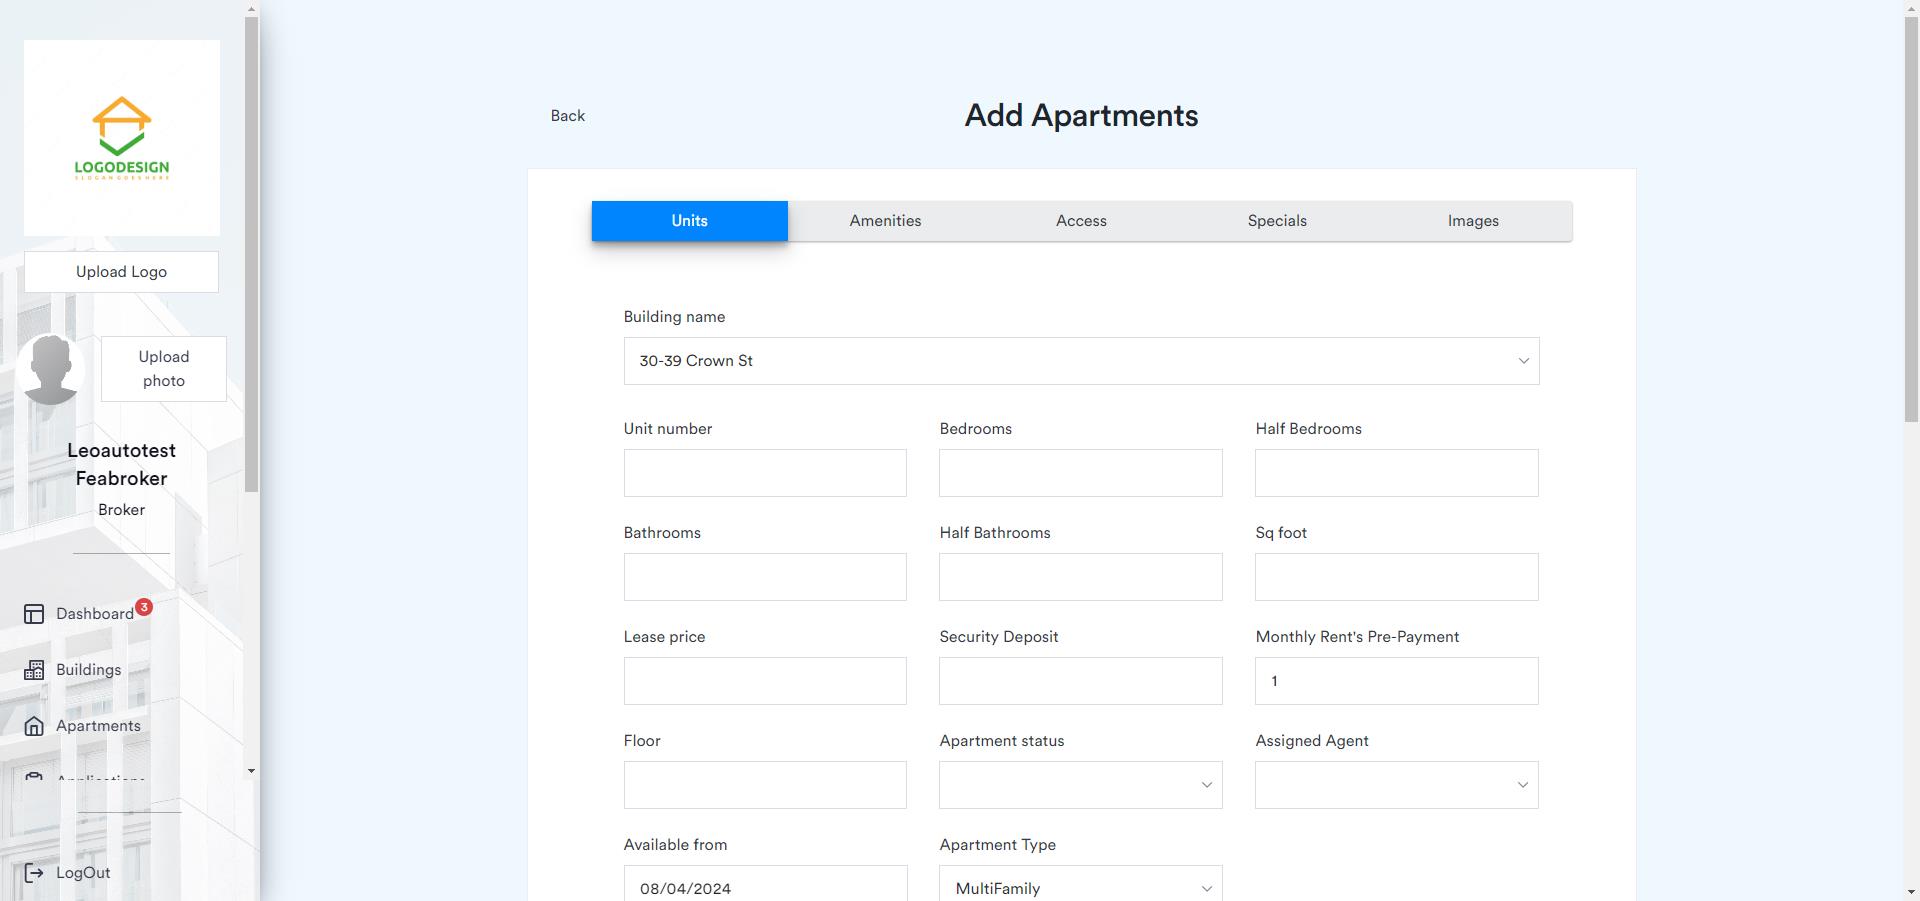 LOGODESIGN
SLOGANGOESHERE
Upload Logo
Upload
photo
Leoautotest
Feabroker
Broker
Dashboard 3
Buildings
Apartments
Applications
LogOut
Back
Add Apartments
Units Amenities Access Specials Images
Building name
30-39 Crown St
Unit number Bedrooms Half Bedrooms
Bathrooms Half Bathrooms Sq foot
Lease price Security Deposit Monthly Rent's Pre-Payment
1
Floor Apartment status Assigned Agent
Available from Apartment Type
08/04/2024 MultiFamily